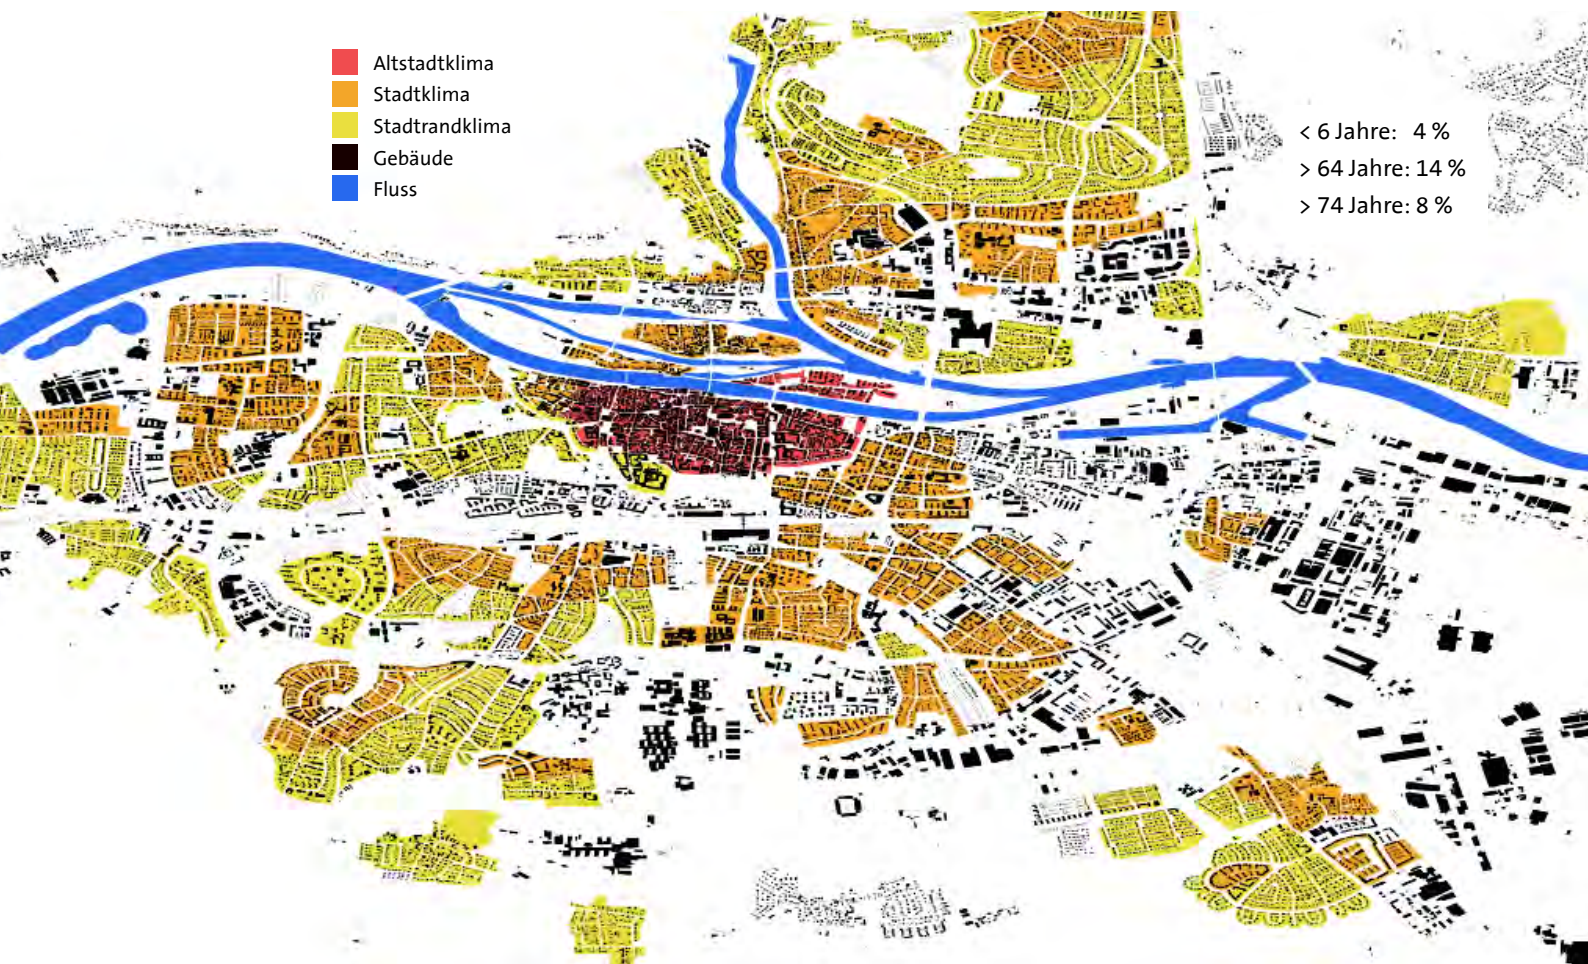 Altstadtklima
Stadtklima
Stadtrandklima
Gebäude
Fluss
< 6 Jahre: 4 %
> 64 Jahre: 14 %
> 74 Jahre: 8 %